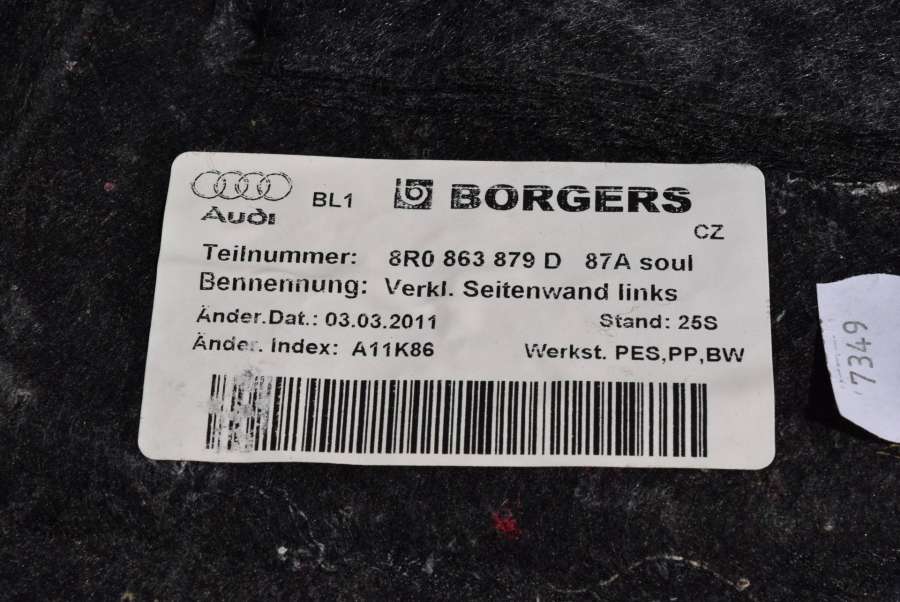 Audi BL1 BORGERS
CZ
Teilnummer: 8R0 863 879 D 87A soul
Bennennung: Verkl. Seitenwand links
Änder.Dat.: 03.03.2011 Stand: 25S
Änder. Index: A11K86 Werkst. PES,PP,BW
7349